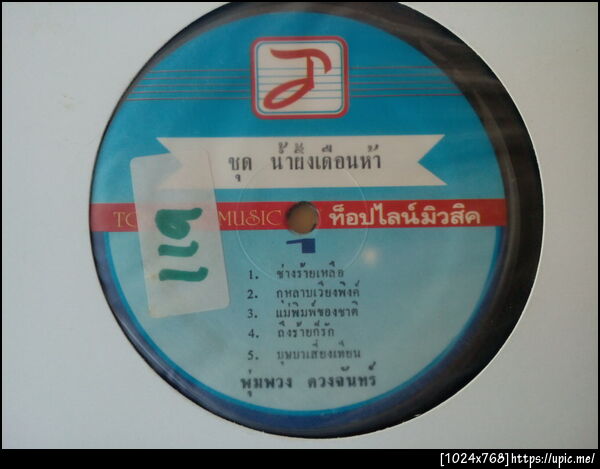 ชุด น้ำผึ้งเดือนห้า
MUSIC ท็อปไลน์มิวสิค
1. ช่างร้ายเหลือ
2. กุหลาบเวียงพิงค์
3. แม่พิมพ์ของชาติ
4. ถึงร้ายก็รัก
5. บุษบาเสี่ยงเทียน
พุ่มพวง ดวงจันทร์
[1024x768]https://upic.me/